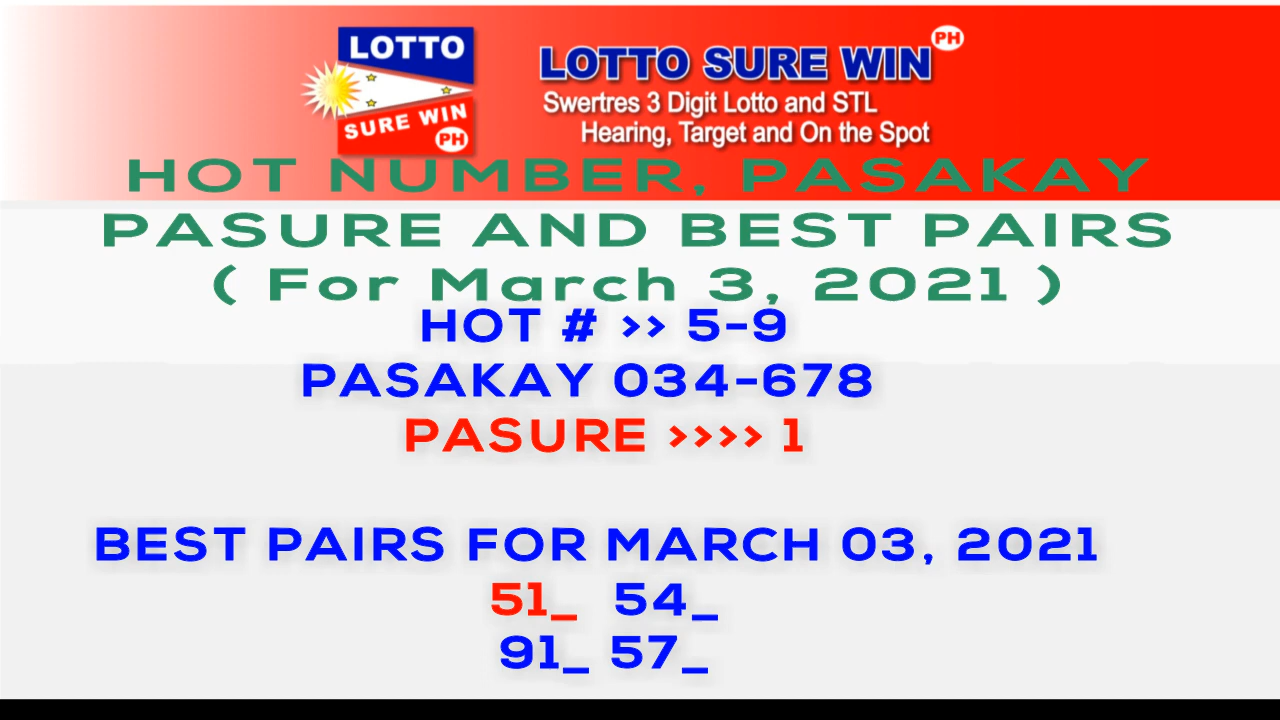 LOTTO
SURE WIN
PH
LOTTO SURE WIN PH
Swertres 3 Digit Lotto and STL
Hearing, Target and On the Spot
HOT NUMBER, PASAKAY
PASURE AND BEST PAIRS
( For March 3, 2021 )
HOT # >> 5-9
PASAKAY 034-678
PASURE >>>> 1
BEST PAIRS FOR MARCH 03, 2021
51_ 54_
91_ 57_